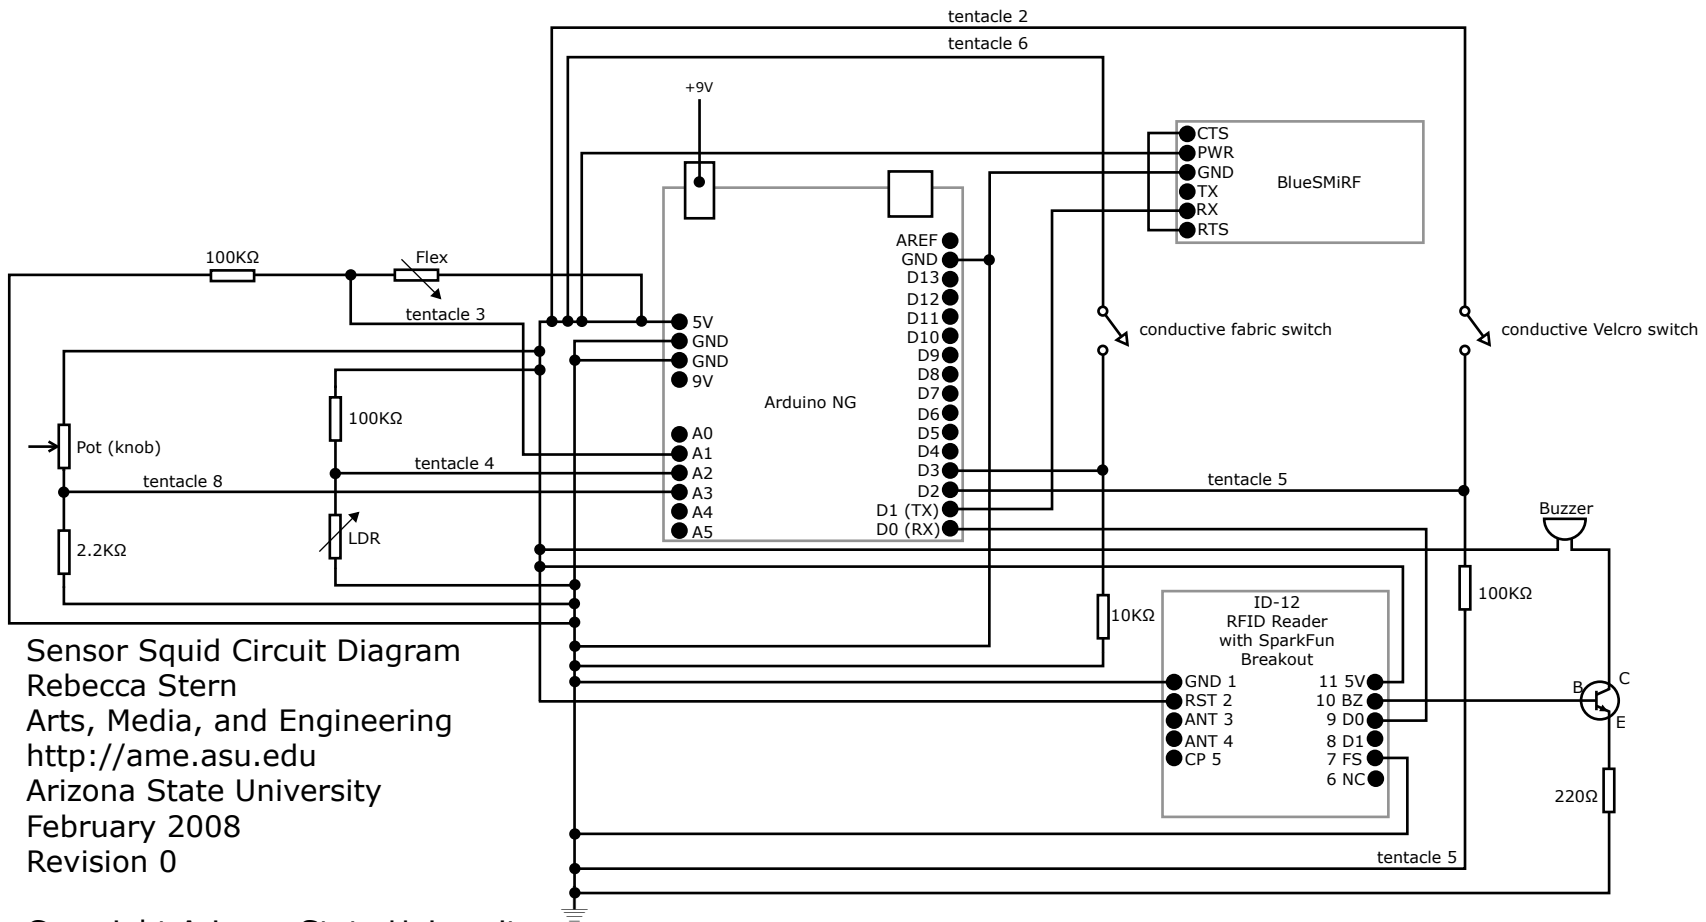 tentacle 2
tentacle 6
+9V
CTS
PWR
GND
TX
RX
RTS
BlueSMiRF
AREF
GND
D13
D12
D11
D10
D9
D8
D7
D6
D5
D4
D3
D2
D1 (TX)
D0 (RX)
100KΩ
Flex
tentacle 3
5V
GND
GND
9V
Arduino NG
A0
A1
A2
A3
A4
A5
conductive fabric switch
conductive Velcro switch
100KΩ
Pot (knob)
tentacle 4
tentacle 8
tentacle 5
2.2KΩ
LDR
Buzzer
10KΩ
100KΩ
ID-12
RFID Reader
with SparkFun
Breakout
GND 1
RST 2
ANT 3
ANT 4
CP 5
11 5V
10 BZ
9 D0
8 D1
7 FS
6 NC
B
C
E
220Ω
tentacle 5
Sensor Squid Circuit Diagram
Rebecca Stern
Arts, Media, and Engineering
http://ame.asu.edu
Arizona State University
February 2008
Revision 0